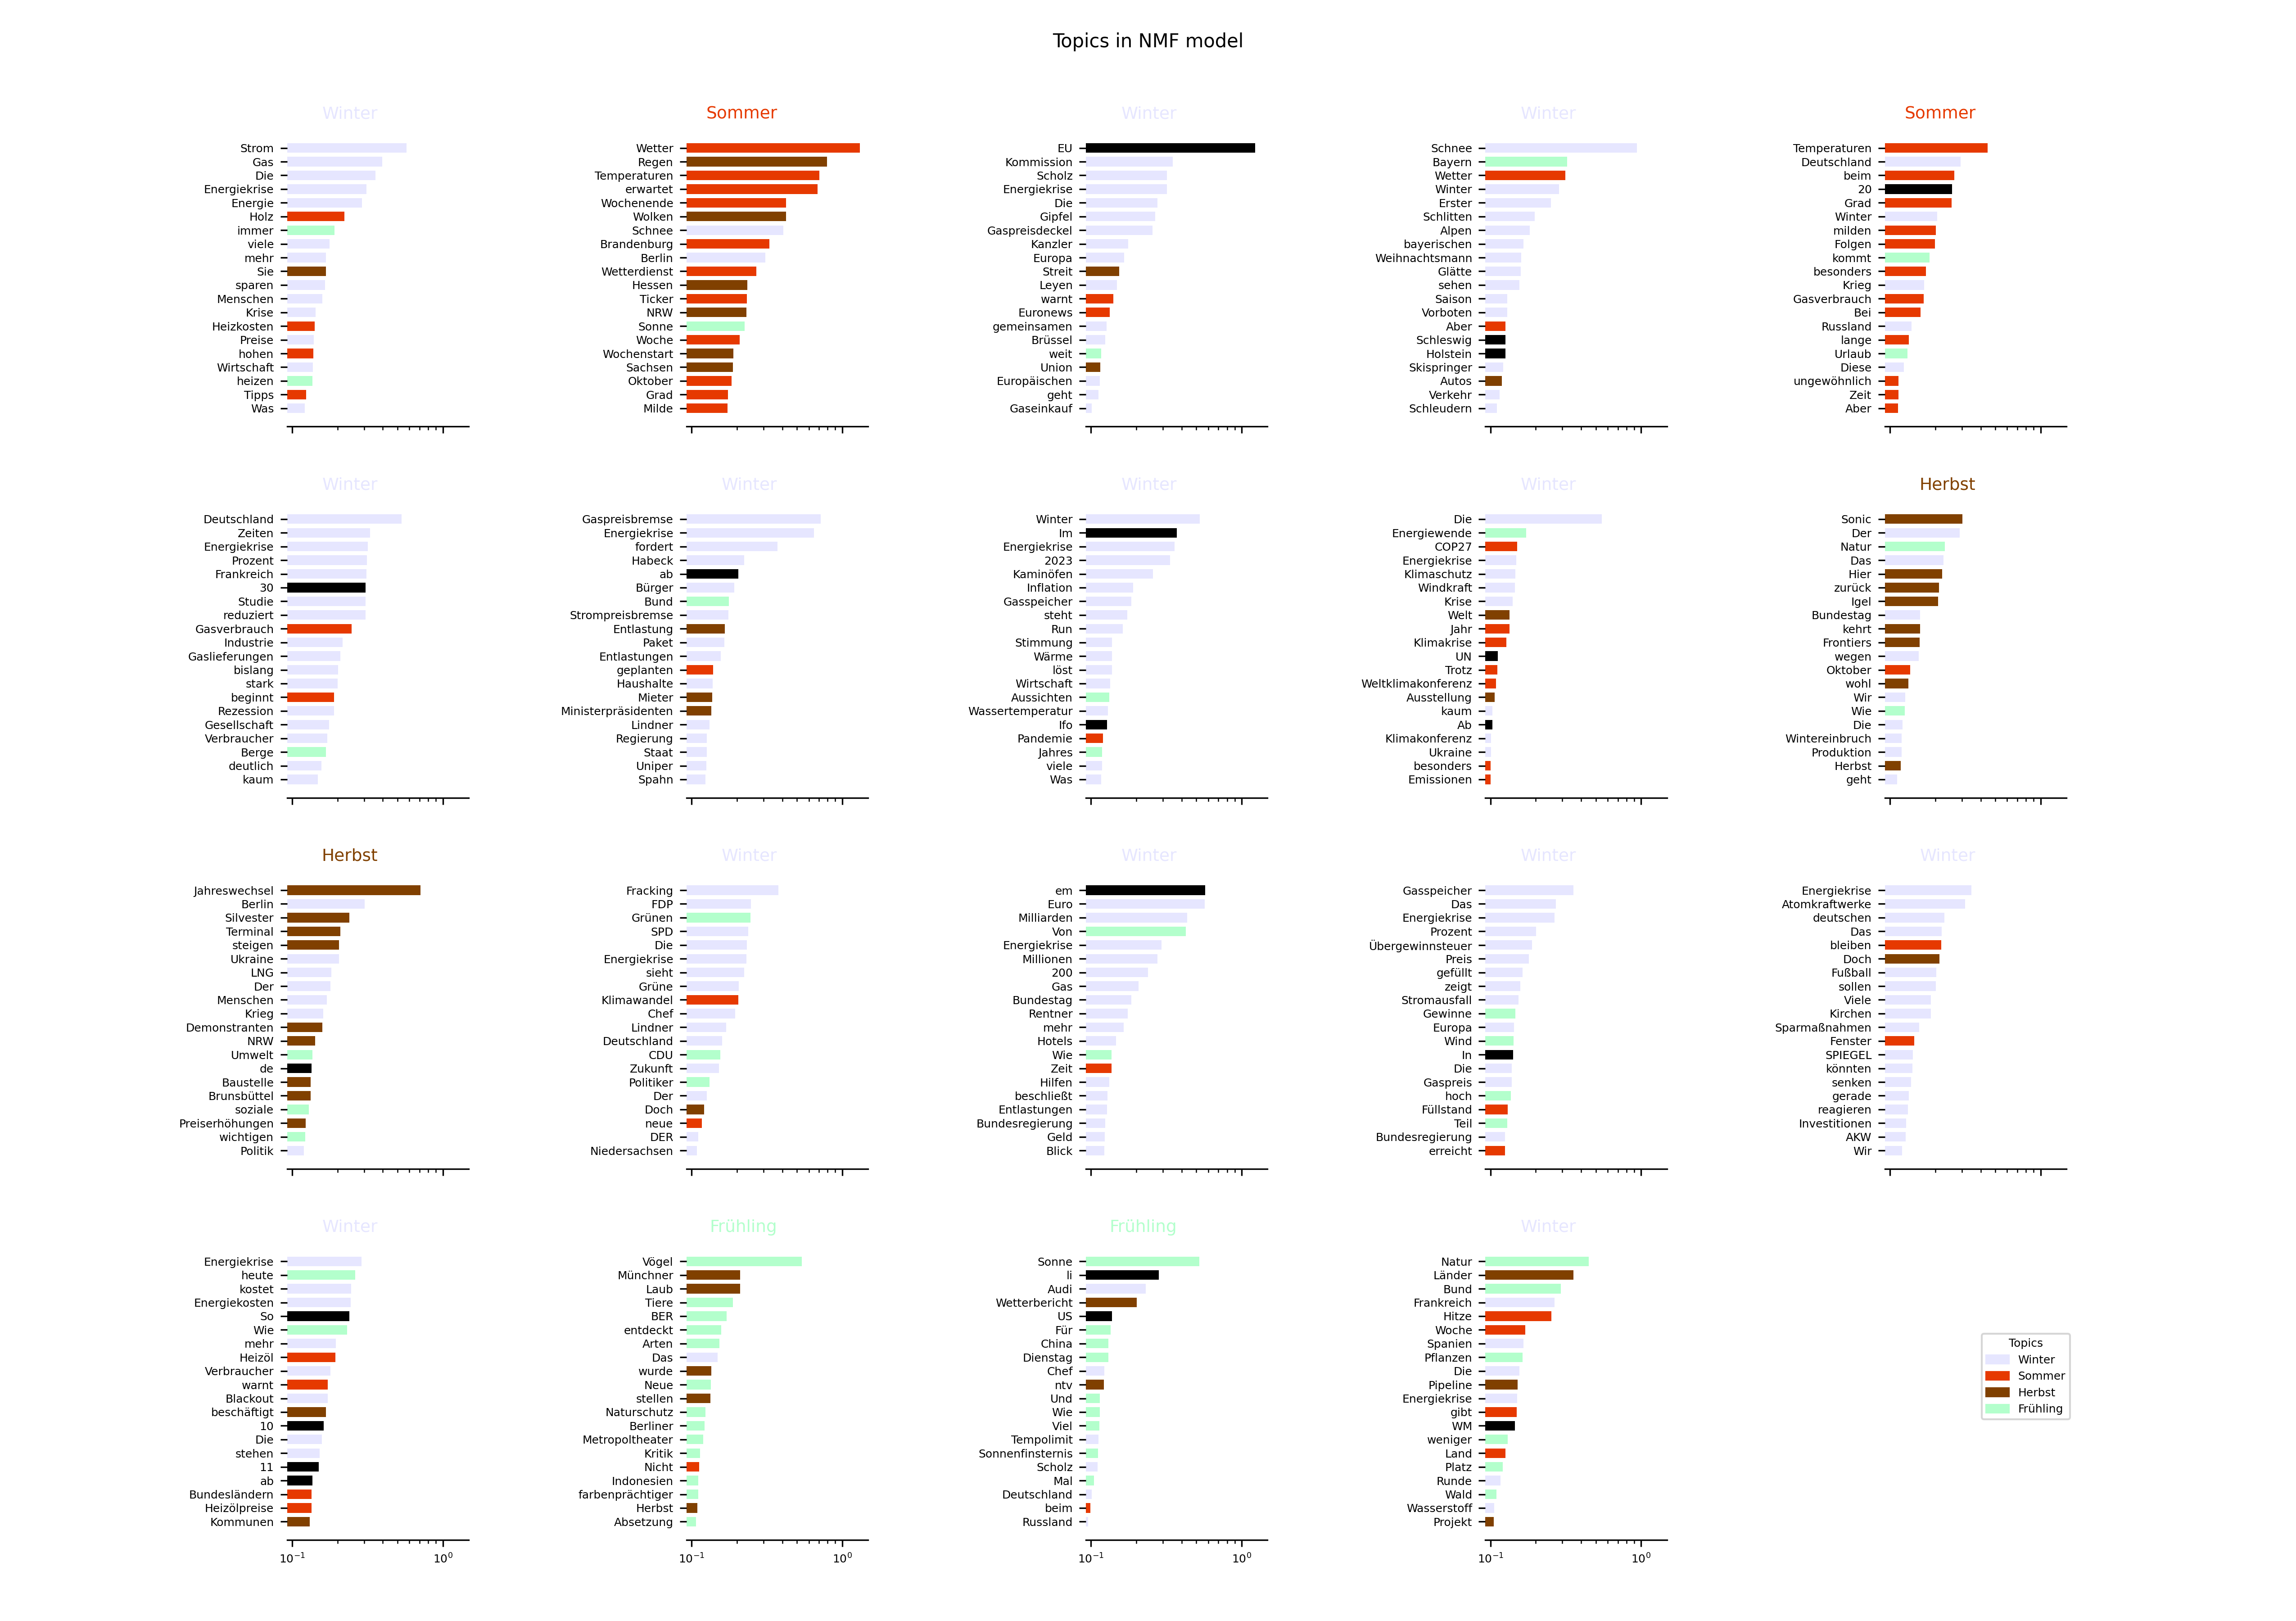 Topics in NMF model
Winter
Strom
Gas
Die
Energiekrise
Energie
Holz
immer
viele
mehr
Sie
sparen
Menschen
Krise
Heizkosten
Preise
hohen
Wirtschaft
heizen
Tipps
Was
Sommer
Wetter
Regen
Temperaturen
erwartet
Wochenende
Wolken
Schnee
Brandenburg
Berlin
Wetterdienst
Hessen
Ticker
NRW
Sonne
Woche
Wochenstart
Sachsen
Oktober
Grad
Milde
Winter
EU
Kommission
Scholz
Energiekrise
Die
Gipfel
Gaspreisdeckel
Kanzler
Europa
Streit
Leyen
warnt
Euronews
gemeinsamen
Brüssel
weit
Union
Europäischen
geht
Gaseinkauf
Winter
Schnee
Bayern
Wetter
Winter
Erster
Schlitten
Alpen
bayerischen
Weihnachtsmann
Glätte
sehen
Saison
Vorboten
Aber
Schleswig
Holstein
Skispringer
Autos
Verkehr
Schleudern
Sommer
Temperaturen
Deutschland
beim
20
Grad
Winter
milden
Folgen
kommt
besonders
Krieg
Gasverbrauch
Bei
Russland
lange
Urlaub
Diese
ungewöhnlich
Zeit
Aber
Winter
Deutschland
Zeiten
Energiekrise
Prozent
Frankreich
30
Studie
reduziert
Gasverbrauch
Industrie
Gaslieferungen
bislang
stark
beginnt
Rezession
Gesellschaft
Verbraucher
Berge
deutlich
kaum
Winter
Gaspreisbremse
Energiekrise
fordert
Habeck
ab
Bürger
Bund
Strompreisbremse
Entlastung
Paket
Entlastungen
geplanten
Haushalte
Mieter
Ministerpräsidenten
Lindner
Regierung
Staat
Uniper
Spahn
Winter
Winter
Im
Energiekrise
2023
Kaminöfen
Inflation
Gasspeicher
steht
Run
Stimmung
Wärme
löst
Wirtschaft
Aussichten
Wassertemperatur
Ifo
Pandemie
Jahres
viele
Was
Winter
Die
Energiewende
COP27
Energiekrise
Klimaschutz
Windkraft
Krise
Welt
Jahr
Klimakrise
UN
Trotz
Weltklimakonferenz
Ausstellung
kaum
Ab
Klimakonferenz
Ukraine
besonders
Emissionen
Herbst
Sonic
Der
Natur
Das
Hier
zurück
Igel
Bundestag
kehrt
Frontiers
wegen
Oktober
wohl
Wir
Wie
Die
Wintereinbruch
Produktion
Herbst
geht
Herbst
Jahreswechsel
Berlin
Silvester
Terminal
steigen
Ukraine
LNG
Der
Menschen
Krieg
Demonstranten
NRW
Umwelt
de
Baustelle
Brunsbüttel
soziale
Preiserhöhungen
wichtigen
Politik
Winter
Fracking
FDP
Grünen
SPD
Die
Energiekrise
sieht
Grüne
Klimawandel
Chef
Lindner
Deutschland
CDU
Zukunft
Politiker
Der
Doch
neue
DER
Niedersachsen
Winter
em
Euro
Milliarden
Von
Energiekrise
Millionen
200
Gas
Bundestag
Rentner
mehr
Hotels
Wie
Zeit
Hilfen
beschließt
Entlastungen
Bundesregierung
Geld
Blick
Winter
Gasspeicher
Das
Energiekrise
Prozent
Übergewinnsteuer
Preis
gefüllt
zeigt
Stromausfall
Gewinne
Europa
Wind
In
Die
Gaspreis
hoch
Füllstand
Teil
Bundesregierung
erreicht
Winter
Energiekrise
Atomkraftwerke
deutschen
Das
bleiben
Doch
Fußball
sollen
Viele
Kirchen
Sparmaßnahmen
Fenster
SPIEGEL
könnten
senken
gerade
reagieren
Investitionen
AKW
Wir
Winter
Energiekrise
heute
kostet
Energiekosten
So
Wie
mehr
Heizöl
Verbraucher
warnt
Blackout
beschäftigt
10
Die
stehen
11
ab
Bundesländern
Heizölpreise
Kommunen
10⁻¹ 10⁰
Frühling
Vögel
Münchner
Laub
Tiere
BER
entdeckt
Arten
Das
wurde
Neue
stellen
Naturschutz
Berliner
Metropoltheater
Kritik
Nicht
Indonesien
farbenprächtiger
Herbst
Absetzung
10⁻¹ 10⁰
Frühling
Sonne
li
Audi
Wetterbericht
US
Für
China
Dienstag
Chef
ntv
Und
Wie
Viel
Tempolimit
Sonnenfinsternis
Scholz
Mal
Deutschland
beim
Russland
10⁻¹ 10⁰
Winter
Natur
Länder
Bund
Frankreich
Hitze
Woche
Spanien
Pflanzen
Die
Pipeline
Energiekrise
gibt
WM
weniger
Land
Platz
Runde
Wald
Wasserstoff
Projekt
10⁻¹ 10⁰
Topics
Winter
Sommer
Herbst
Frühling